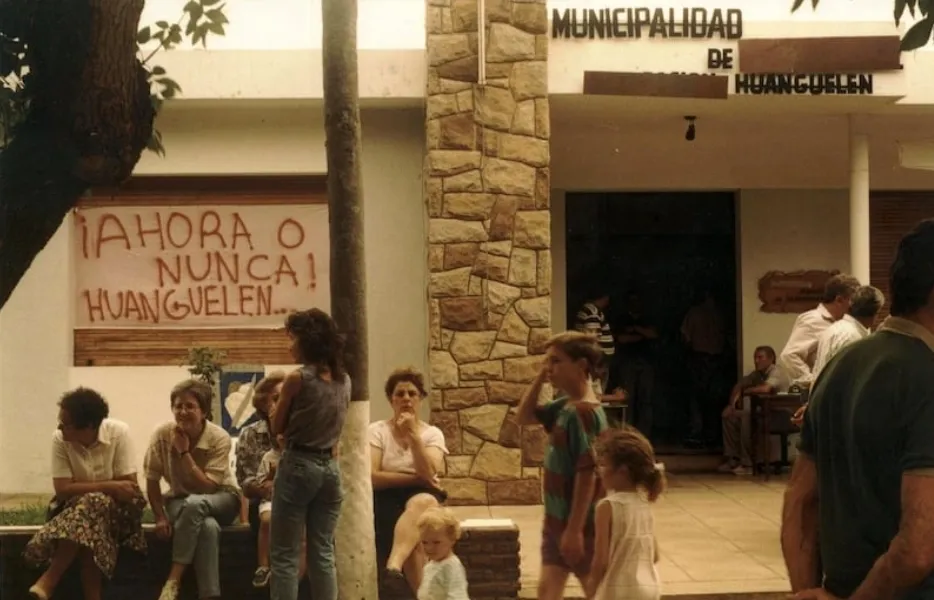 MUNICIPALIDAD
DE
HUANGUELEN
¡AHORA O
NUNCA!
HUANGUELEN...